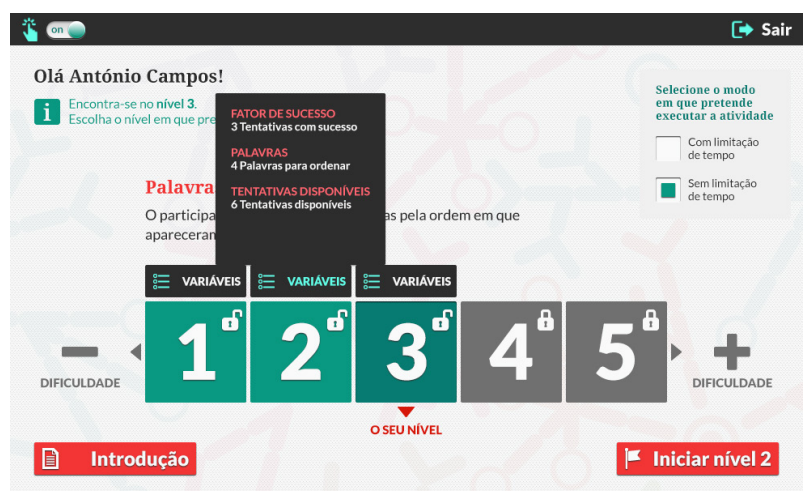 on
Sair
Olá António Campos!
i
Encontra-se no nível 3.
Escolha o nível em que pre
FATOR DE SUCESSO
3 Tentativas com sucesso
PALAVRAS
4 Palavras para ordenar
TENTATIVAS DISPONÍVEIS
6 Tentativas disponíveis
Selecione o modo
em que pretende
executar a atividade
Com limitação
de tempo
Sem limitação
de tempo
Palavra
O participa as pela ordem em que
apareceram
VARIÁVEIS VARIÁVEIS VARIÁVEIS
1 2 3 4 5
DIFICULDADE DIFICULDADE
O SEU NÍVEL
Introdução Iniciar nível 2